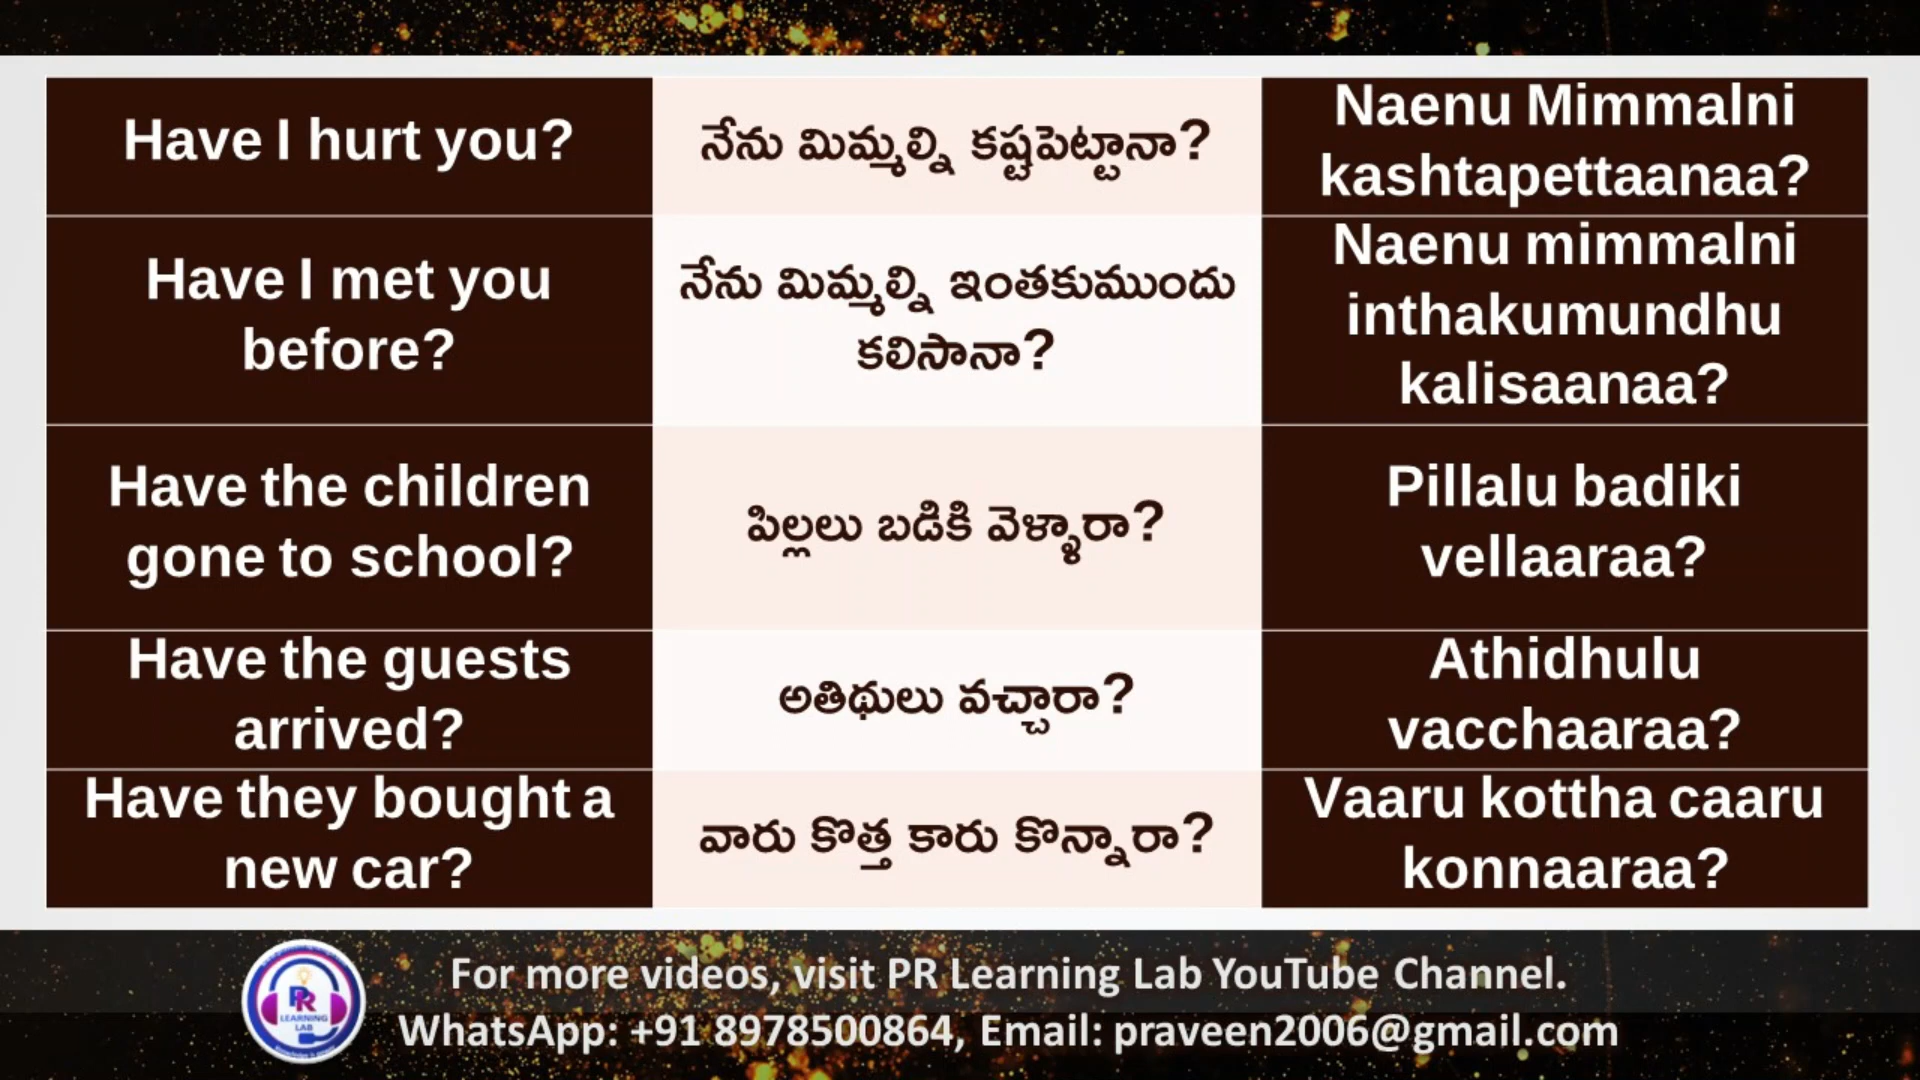 Have I hurt you?
నేను మిమ్మల్ని కష్టపెట్టానా?
Naenu Mimmalni
kashtapettaanaa?
Have I met you
before?
నేను మిమ్మల్ని ఇంతకుముందు
కలిసానా?
Naenu mimmalni
inthakumundhu
kalisaanaa?
Have the children
gone to school?
పిల్లలు బడికి వెళ్ళారా?
Pillalu badiki
vellaaraa?
Have the guests
arrived?
అతిథులు వచ్చారా?
Athidhulu
vacchaaraa?
Have they bought a
new car?
వారు కొత్త కారు కొన్నారా?
Vaaru kottha caaru
konnaaraa?
PR
LEARNING
LAB
For more videos, visit PR Learning Lab YouTube Channel.
WhatsApp: +91 8978500864, Email: praveen2006@gmail.com